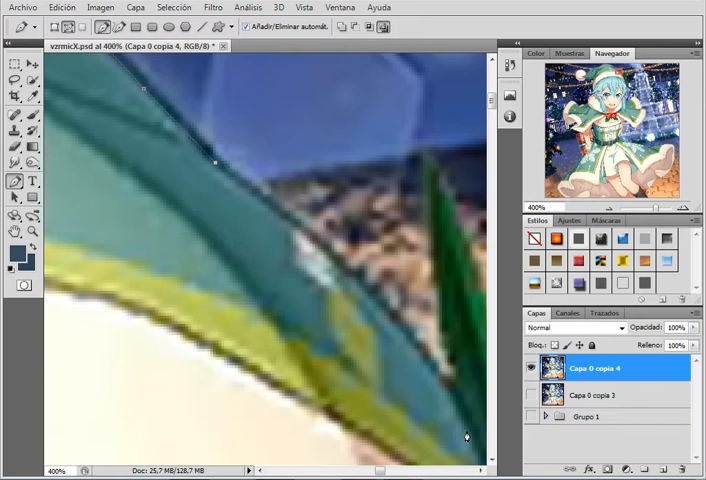 Archivo Edición Imagen Capa Selección Filtro Análisis 3D Vista Ventana Ayuda
Añadir/Eliminar automát.
vzrmicX.psd al 400% (Capa 0 copia 4, RGB/8) *
Color Muestras Navegador
400%
Estilos Ajustes Máscaras
Capas Canales Trazados
Normal Opacidad: 100%
Bloq.: Relleno: 100%
Capa 0 copia 4
Capa 0 copia 3
Grupo 1
400% Doc: 25,7 MB/128,7 MB